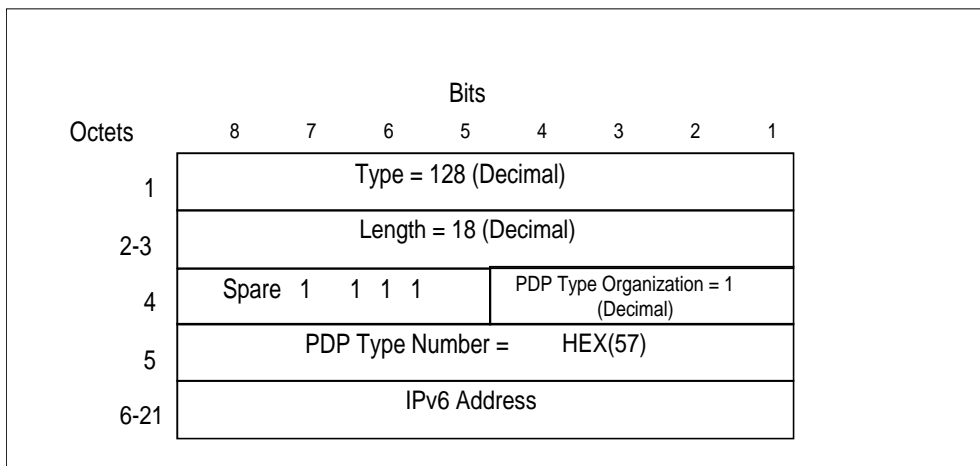 Bits
Octets 8 7 6 5 4 3 2 1
1 Type = 128 (Decimal)
2-3 Length = 18 (Decimal)
4 Spare 1 1 1 1 PDP Type Organization = 1
(Decimal)
5 PDP Type Number = HEX(57)
6-21 IPv6 Address